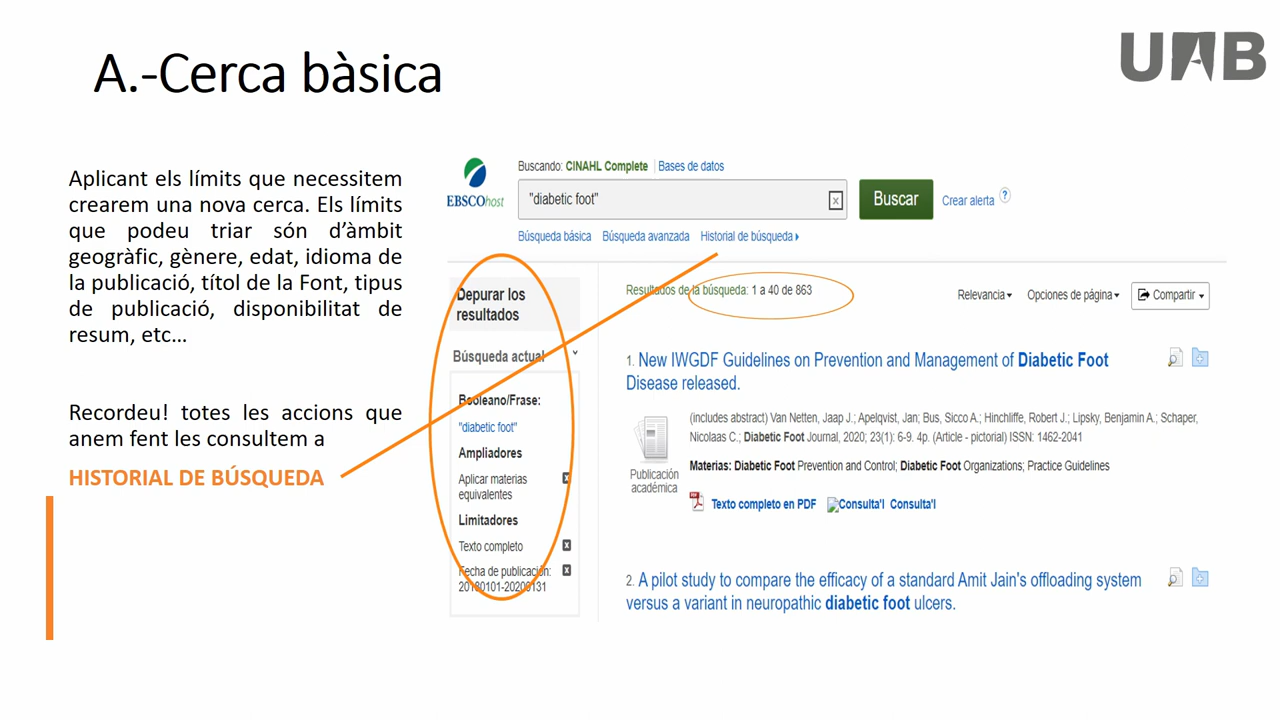 A.-Cerca bàsica
UAB
Aplicant els límits que necessitem
crearem una nova cerca. Els límits
que podeu triar són d’àmbit
geogràfic, gènere, edat, idioma de
la publicació, títol de la Font, tipus
de publicació, disponibilitat de
resum, etc…
Recordeu! totes les accions que
anem fent les consultem a
HISTORIAL DE BÚSQUEDA
EBSCOhost
Buscando: CINAHL Complete Bases de datos
"diabetic foot"
Buscar
Crear alerta
Búsqueda básica Búsqueda avanzada Historial de búsqueda
Depurar los
resultados
Búsqueda actual
Booleano/Frase:
"diabetic foot"
Ampliadores
Aplicar materias
equivalentes
Limitadores
Texto completo
Fecha de publicación:
20180101-20200131
Resultados de la búsqueda: 1 a 40 de 863
Relevancia Opciones de página Compartir
1. New IWGDF Guidelines on Prevention and Management of Diabetic Foot
Disease released.
(includes abstract) Van Netten, Jaap J.; Apelqvist, Jan; Bus, Sicco A.; Hinchliffe, Robert J.; Lipsky, Benjamin A.; Schaper,
Nicolaas C.; Diabetic Foot Journal, 2020; 23(1): 6-9. 4p. (Article - pictorial) ISSN: 1462-2041
Publicación
académica
Materias: Diabetic Foot Prevention and Control; Diabetic Foot Organizations; Practice Guidelines
PDF Texto completo en PDF Consulta'l Consulta'l
2. A pilot study to compare the efficacy of a standard Amit Jain's offloading system
versus a variant in neuropathic diabetic foot ulcers.